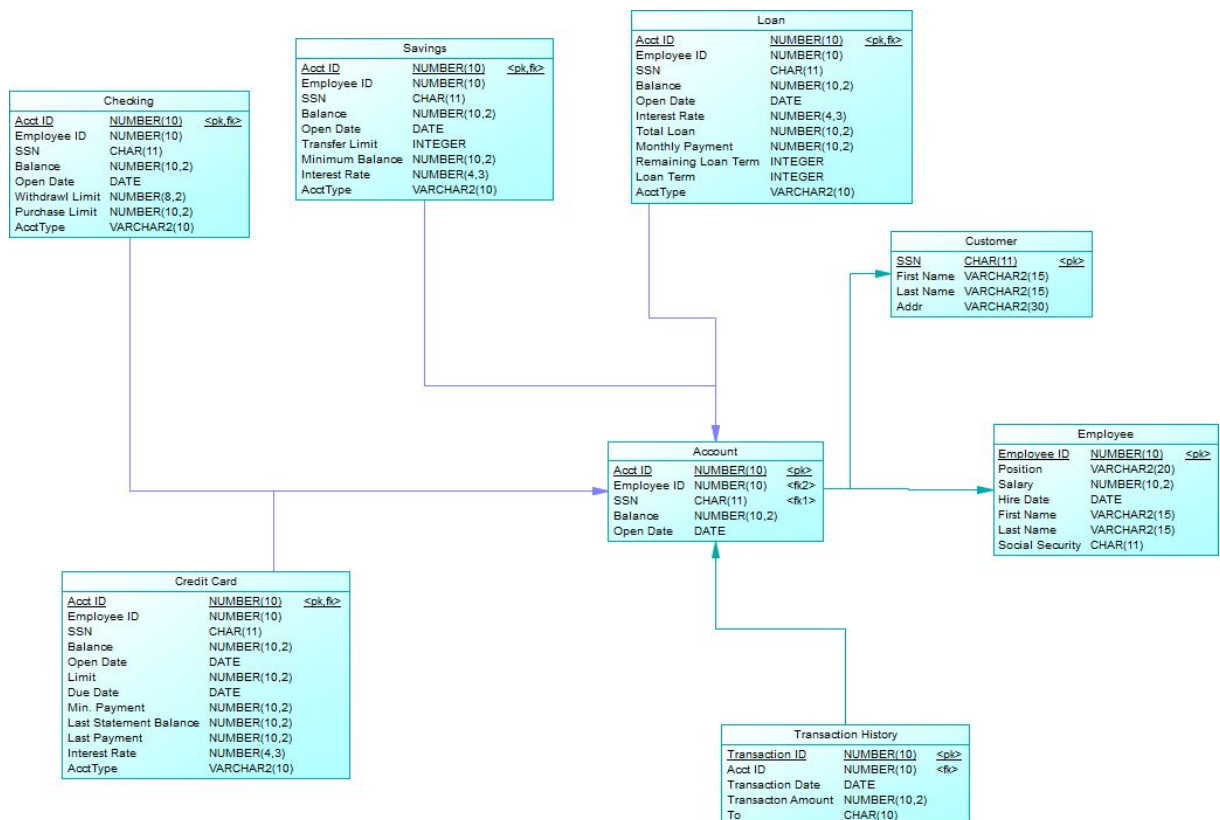 Loan
Acct ID NUMBER(10) <pk,fk>
Employee ID NUMBER(10)
SSN CHAR(11)
Balance NUMBER(10,2)
Open Date DATE
Interest Rate NUMBER(4,3)
Total Loan NUMBER(10,2)
Monthly Payment NUMBER(10,2)
Remaining Loan Term INTEGER
Loan Term INTEGER
AcctType VARCHAR2(10)
Savings
Acct ID NUMBER(10) <pk,fk>
Employee ID NUMBER(10)
SSN CHAR(11)
Balance NUMBER(10,2)
Open Date DATE
Transfer Limit INTEGER
Minimum Balance NUMBER(10,2)
Interest Rate NUMBER(4,3)
AcctType VARCHAR2(10)
Checking
Acct ID NUMBER(10) <pk,fk>
Employee ID NUMBER(10)
SSN CHAR(11)
Balance NUMBER(10,2)
Open Date DATE
Withdrawl Limit NUMBER(8,2)
Purchase Limit NUMBER(10,2)
AcctType VARCHAR2(10)
Customer
SSN CHAR(11) <pk>
First Name VARCHAR2(15)
Last Name VARCHAR2(15)
Addr VARCHAR2(30)
Employee
Employee ID NUMBER(10) <pk>
Position VARCHAR2(20)
Salary NUMBER(10,2)
Hire Date DATE
First Name VARCHAR2(15)
Last Name VARCHAR2(15)
Social Security CHAR(11)
Account
Acct ID NUMBER(10) <pk>
Employee ID NUMBER(10) <fk2>
SSN CHAR(11) <fk1>
Balance NUMBER(10,2)
Open Date DATE
Credit Card
Acct ID NUMBER(10) <pk,fk>
Employee ID NUMBER(10)
SSN CHAR(11)
Balance NUMBER(10,2)
Open Date DATE
Limit NUMBER(10,2)
Due Date DATE
Min. Payment NUMBER(10,2)
Last Statement Balance NUMBER(10,2)
Last Payment NUMBER(10,2)
Interest Rate NUMBER(4,3)
AcctType VARCHAR2(10)
Transaction History
Transaction ID NUMBER(10) <pk>
Acct ID NUMBER(10) <fk>
Transaction Date DATE
Transacton Amount NUMBER(10,2)
To CHAR(10)